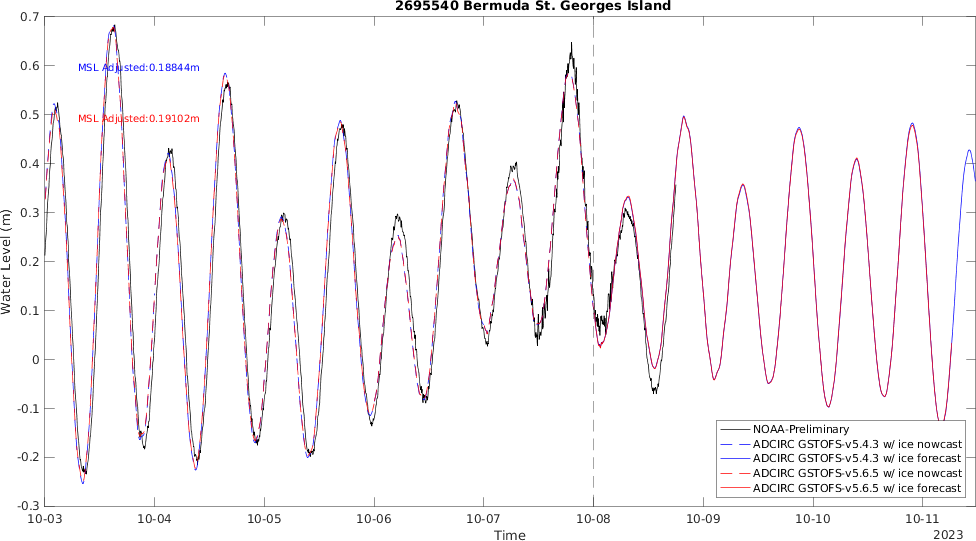 2695540 Bermuda St. Georges Island
0.7
0.6
0.5
0.4
0.3
0.2
0.1
0
-0.1
-0.2
-0.3
Water Level (m)
MSL Adjusted:0.18844m
MSL Adjusted:0.19102m
NOAA-Preliminary
ADCIRC GSTOFS-v5.4.3 w/ ice nowcast
ADCIRC GSTOFS-v5.4.3 w/ ice forecast
ADCIRC GSTOFS-v5.6.5 w/ ice nowcast
ADCIRC GSTOFS-v5.6.5 w/ ice forecast
10-03 10-04 10-05 10-06 10-07 10-08 10-09 10-10 10-11
Time
2023